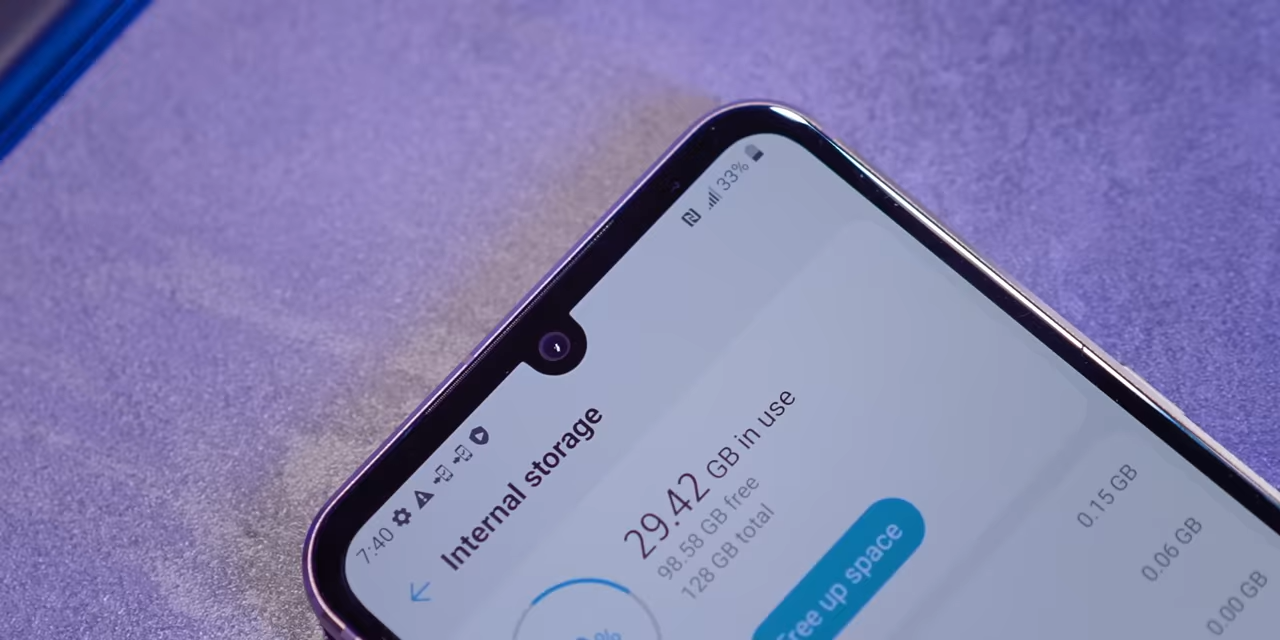 7:40
33%
Internal storage
29.42 GB in use
98.58 GB free
128 GB total
%
Free up space
0.15 GB
0.06 GB
0.00 GB